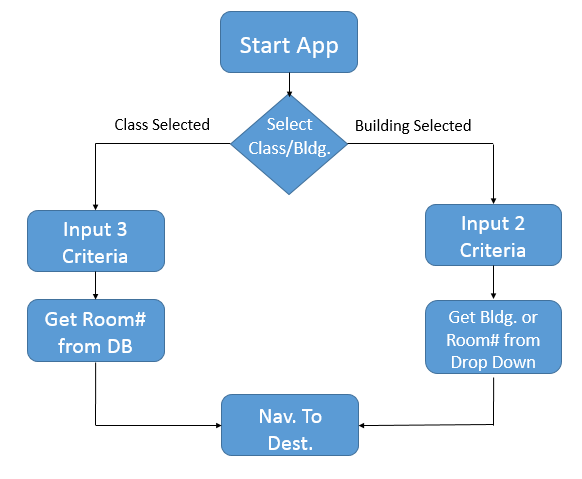 Start App
Class Selected
Select
Class/Bldg.
Building Selected
Input 3
Criteria
Input 2
Criteria
Get Room#
from DB
Get Bldg. or
Room# from
Drop Down
Nav. To
Dest.